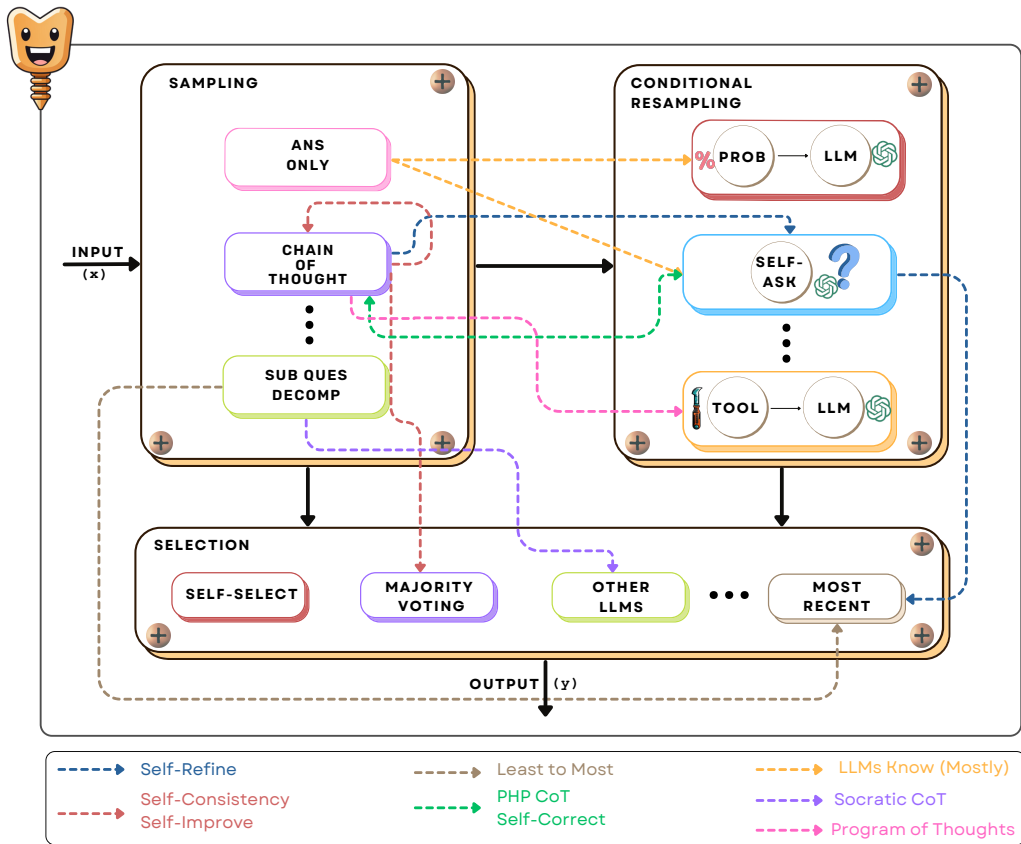 SAMPLING
ANS
ONLY
CHAIN
OF
THOUGHT
SUB QUES
DECOMP
CONDITIONAL
RESAMPLING
% PROB
LLM
SELF-
ASK
?
TOOL
LLM
INPUT
(x)
SELECTION
SELF-SELECT
MAJORITY
VOTING
OTHER
LLMS
MOST
RECENT
OUTPUT (y)
Self-Refine
Self-Consistency
Self-Improve
Least to Most
PHP CoT
Self-Correct
LLMs Know (Mostly)
Socratic CoT
Program of Thoughts